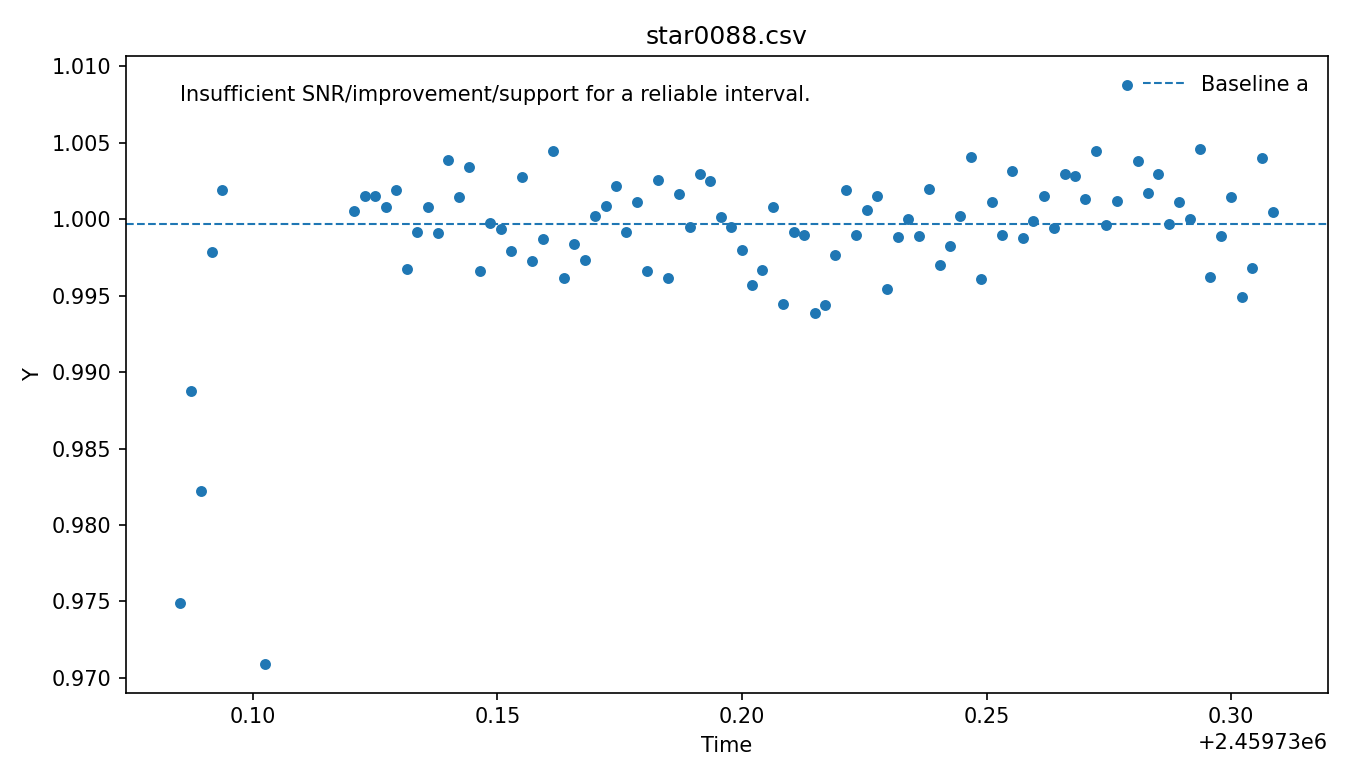 star0088.csv
Insufficient SNR/improvement/support for a reliable interval.
Baseline a
1.010
1.005
1.000
0.995
0.990
0.985
0.980
0.975
0.970
Y
0.10 0.15 0.20 0.25 0.30
+2.45973e6
Time